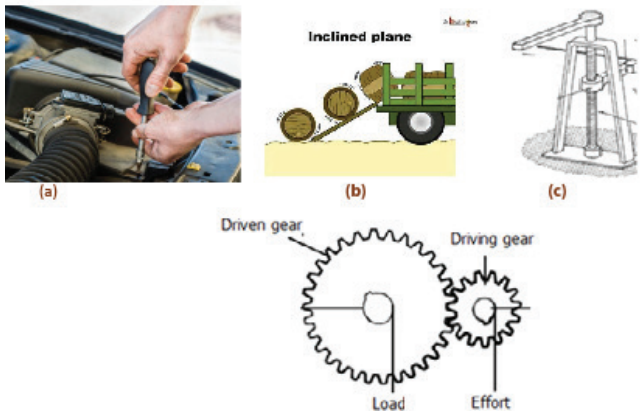 Inclined plane
(a)
(b)
(c)
Driven gear
Driving gear
Load
Effort